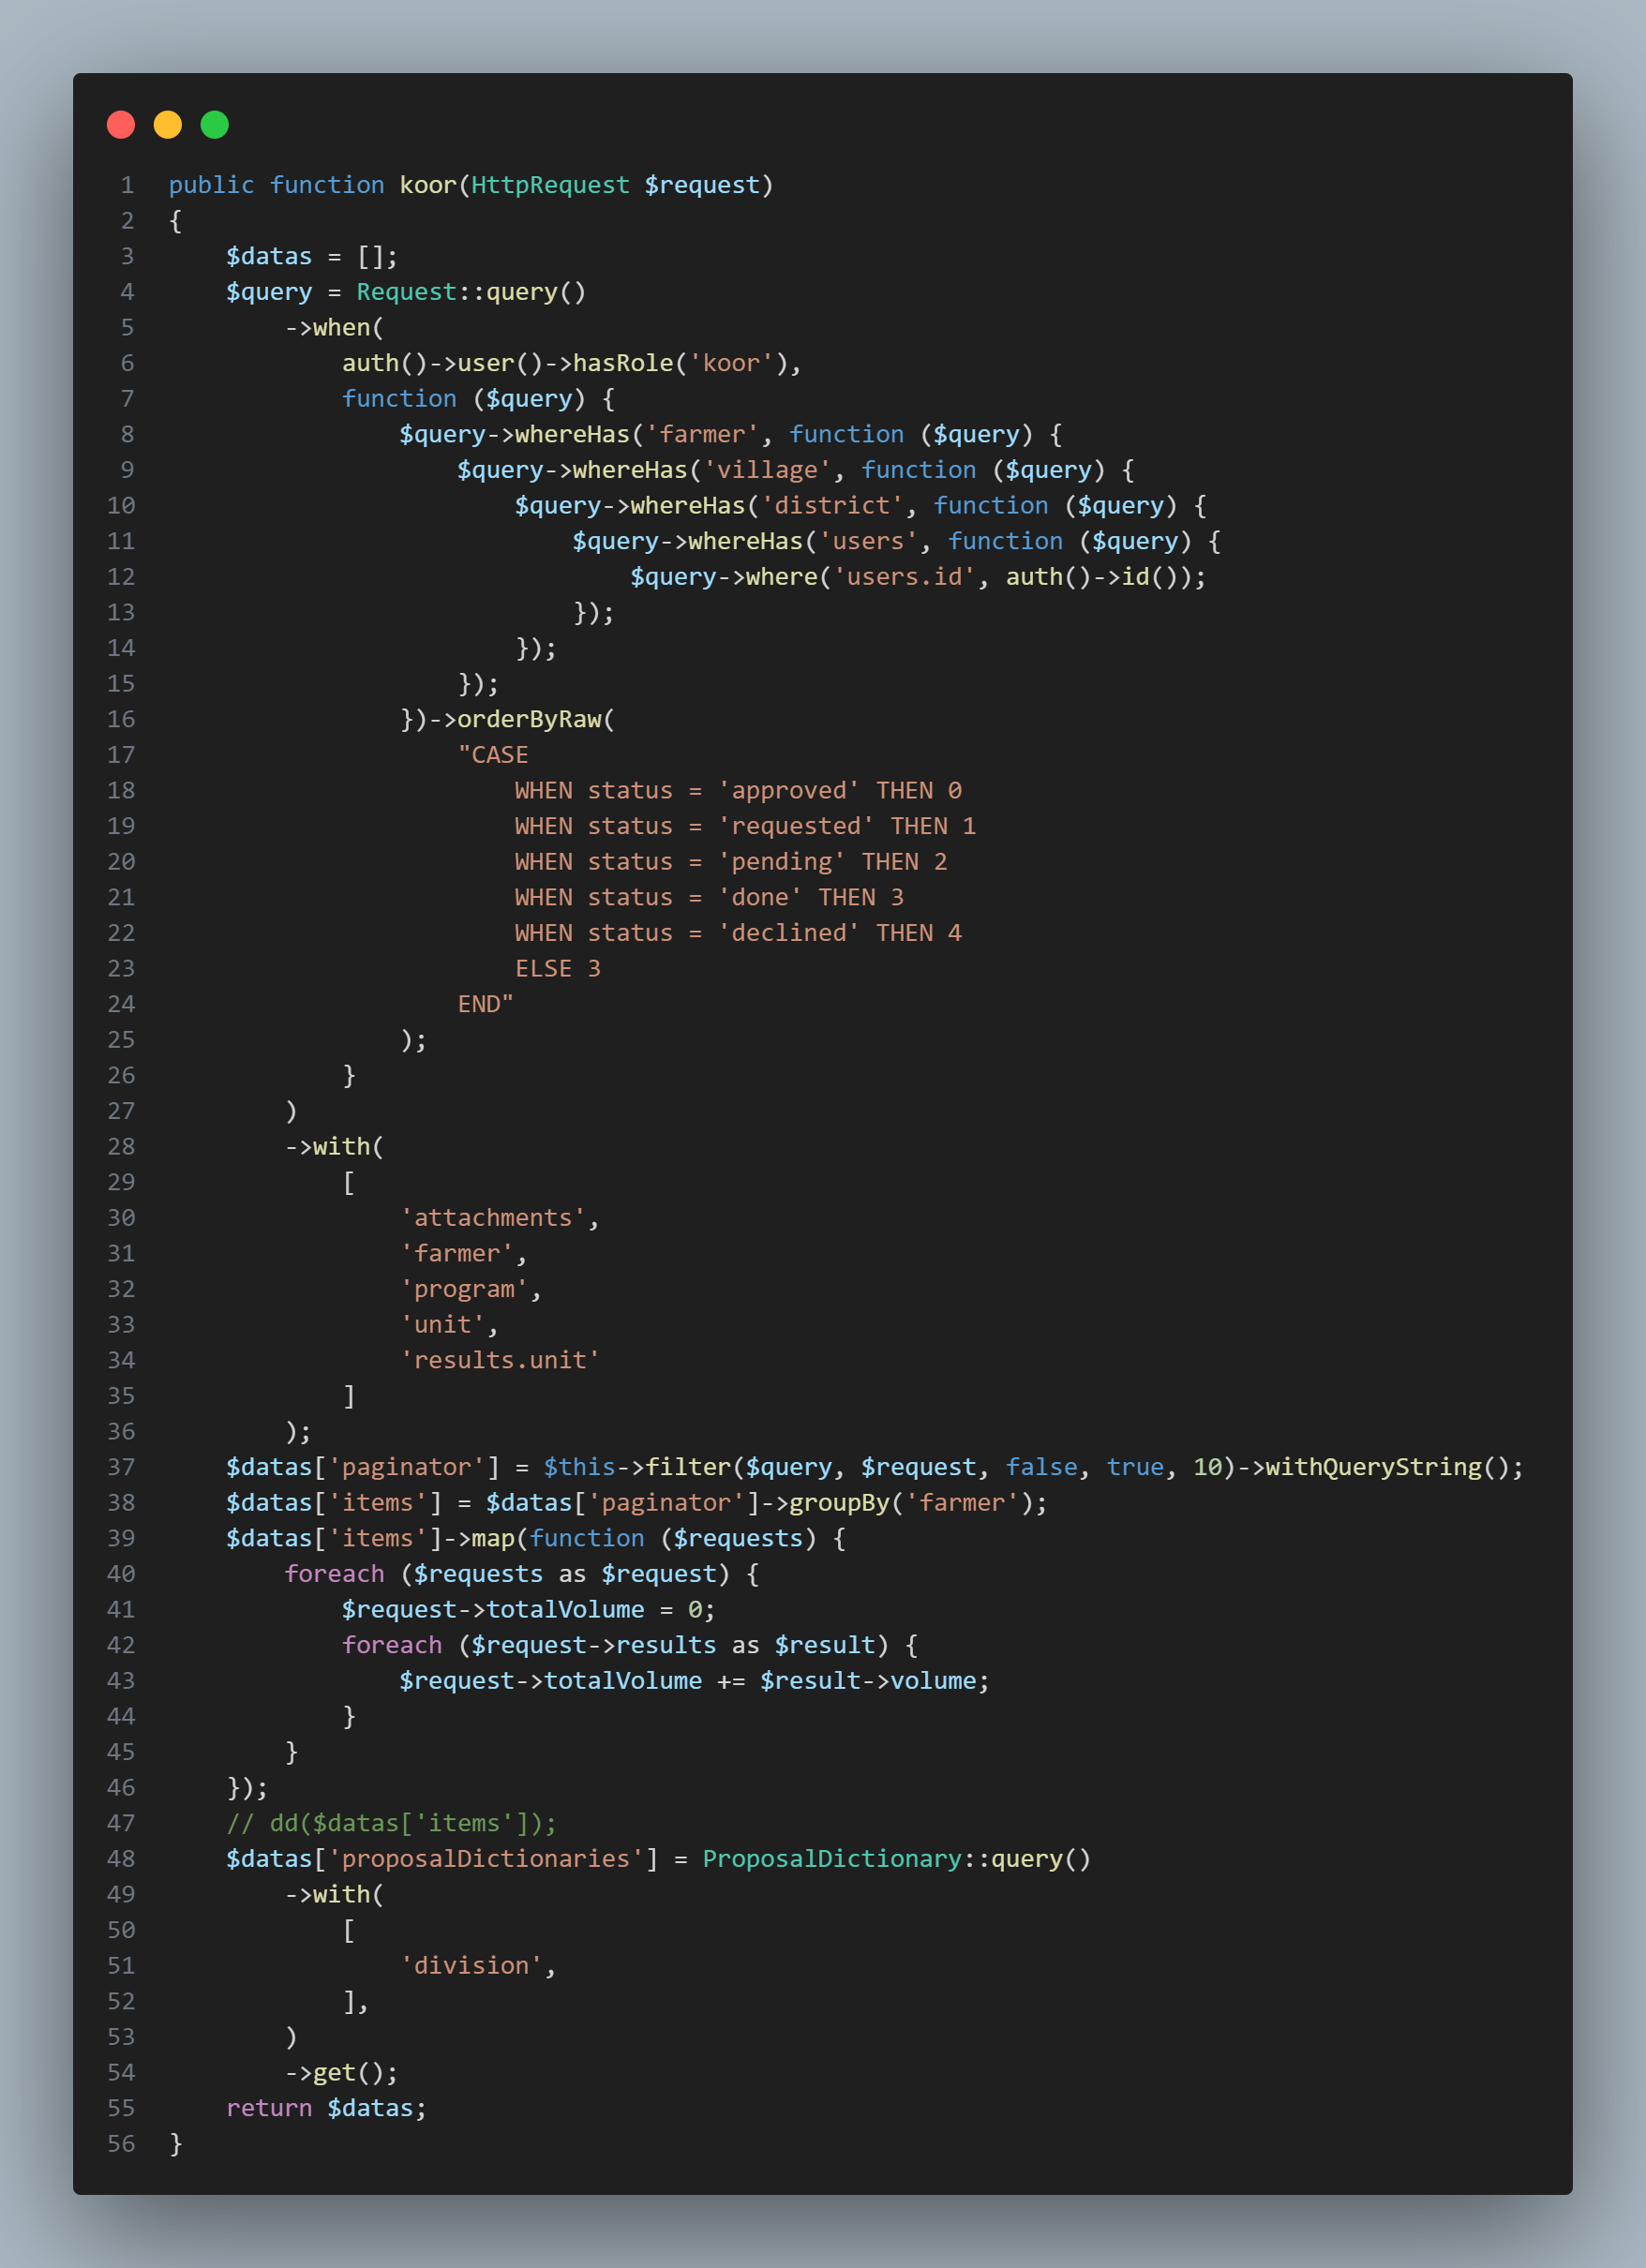 1 public function koor(HttpRequest $request)
2 {
3     $datas = [];
4     $query = Request::query()
5         ->when(
6             auth()->user()->hasRole('koor'),
7             function ($query) {
8                 $query->whereHas('farmer', function ($query) {
9                     $query->whereHas('village', function ($query) {
10                         $query->whereHas('district', function ($query) {
11                             $query->whereHas('users', function ($query) {
12                                 $query->where('users.id', auth()->id());
13                             });
14                         });
15                     });
16                 })->orderByRaw(
17                     "CASE
18                         WHEN status = 'approved' THEN 0
19                         WHEN status = 'requested' THEN 1
20                         WHEN status = 'pending' THEN 2
21                         WHEN status = 'done' THEN 3
22                         WHEN status = 'declined' THEN 4
23                         ELSE 3
24                     END"
25                 );
26             }
27         )
28         ->with(
29             [
30                 'attachments',
31                 'farmer',
32                 'program',
33                 'unit',
34                 'results.unit'
35             ]
36         );
37     $datas['paginator'] = $this->filter($query, $request, false, true, 10)->withQueryString();
38     $datas['items'] = $datas['paginator']->groupBy('farmer');
39     $datas['items']->map(function ($requests) {
40         foreach ($requests as $request) {
41             $request->totalVolume = 0;
42             foreach ($request->results as $result) {
43                 $request->totalVolume += $result->volume;
44             }
45         }
46     });
47     // dd($datas['items']);
48     $datas['proposalDictionaries'] = ProposalDictionary::query()
49         ->with(
50             [
51                 'division',
52             ],
53         )
54         ->get();
55     return $datas;
56 }